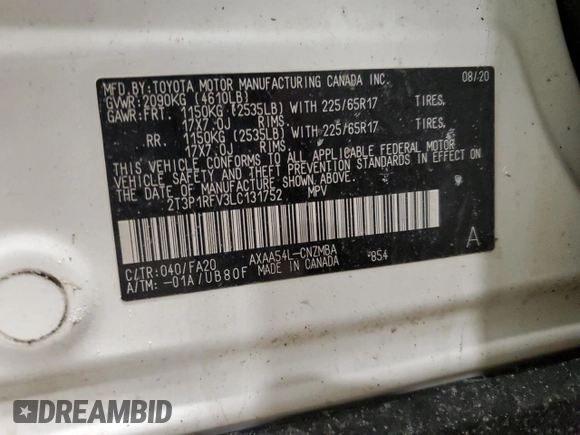 MFD.BY:TOYOTA MOTOR MANUFACTURING CANADA INC. 08/20
GVWR:2090KG (4610LB)
GAWR:FRT. 1150KG(2535LB) WITH 225/65R17 TIRES,
17X7.0J RIMS
RR. 1150KG(2535LB) WITH 225/65R17 TIRES,
17X7.0J RIMS
THIS VEHICLE CONFORMS TO ALL APPLICABLE FEDERAL MOTOR
VEHICLE SAFETY AND THEFT PREVENTION STANDARDS IN EFFECT ON
THE DATE OF MANUFACTURE SHOWN ABOVE.
2T3P1RFV3LC131752 MPV
C/TR:040/FA20 AXAA54L-CNZMBA *854 A
A/TM:-01A/UB80F MADE IN CANADA
DREAMBID